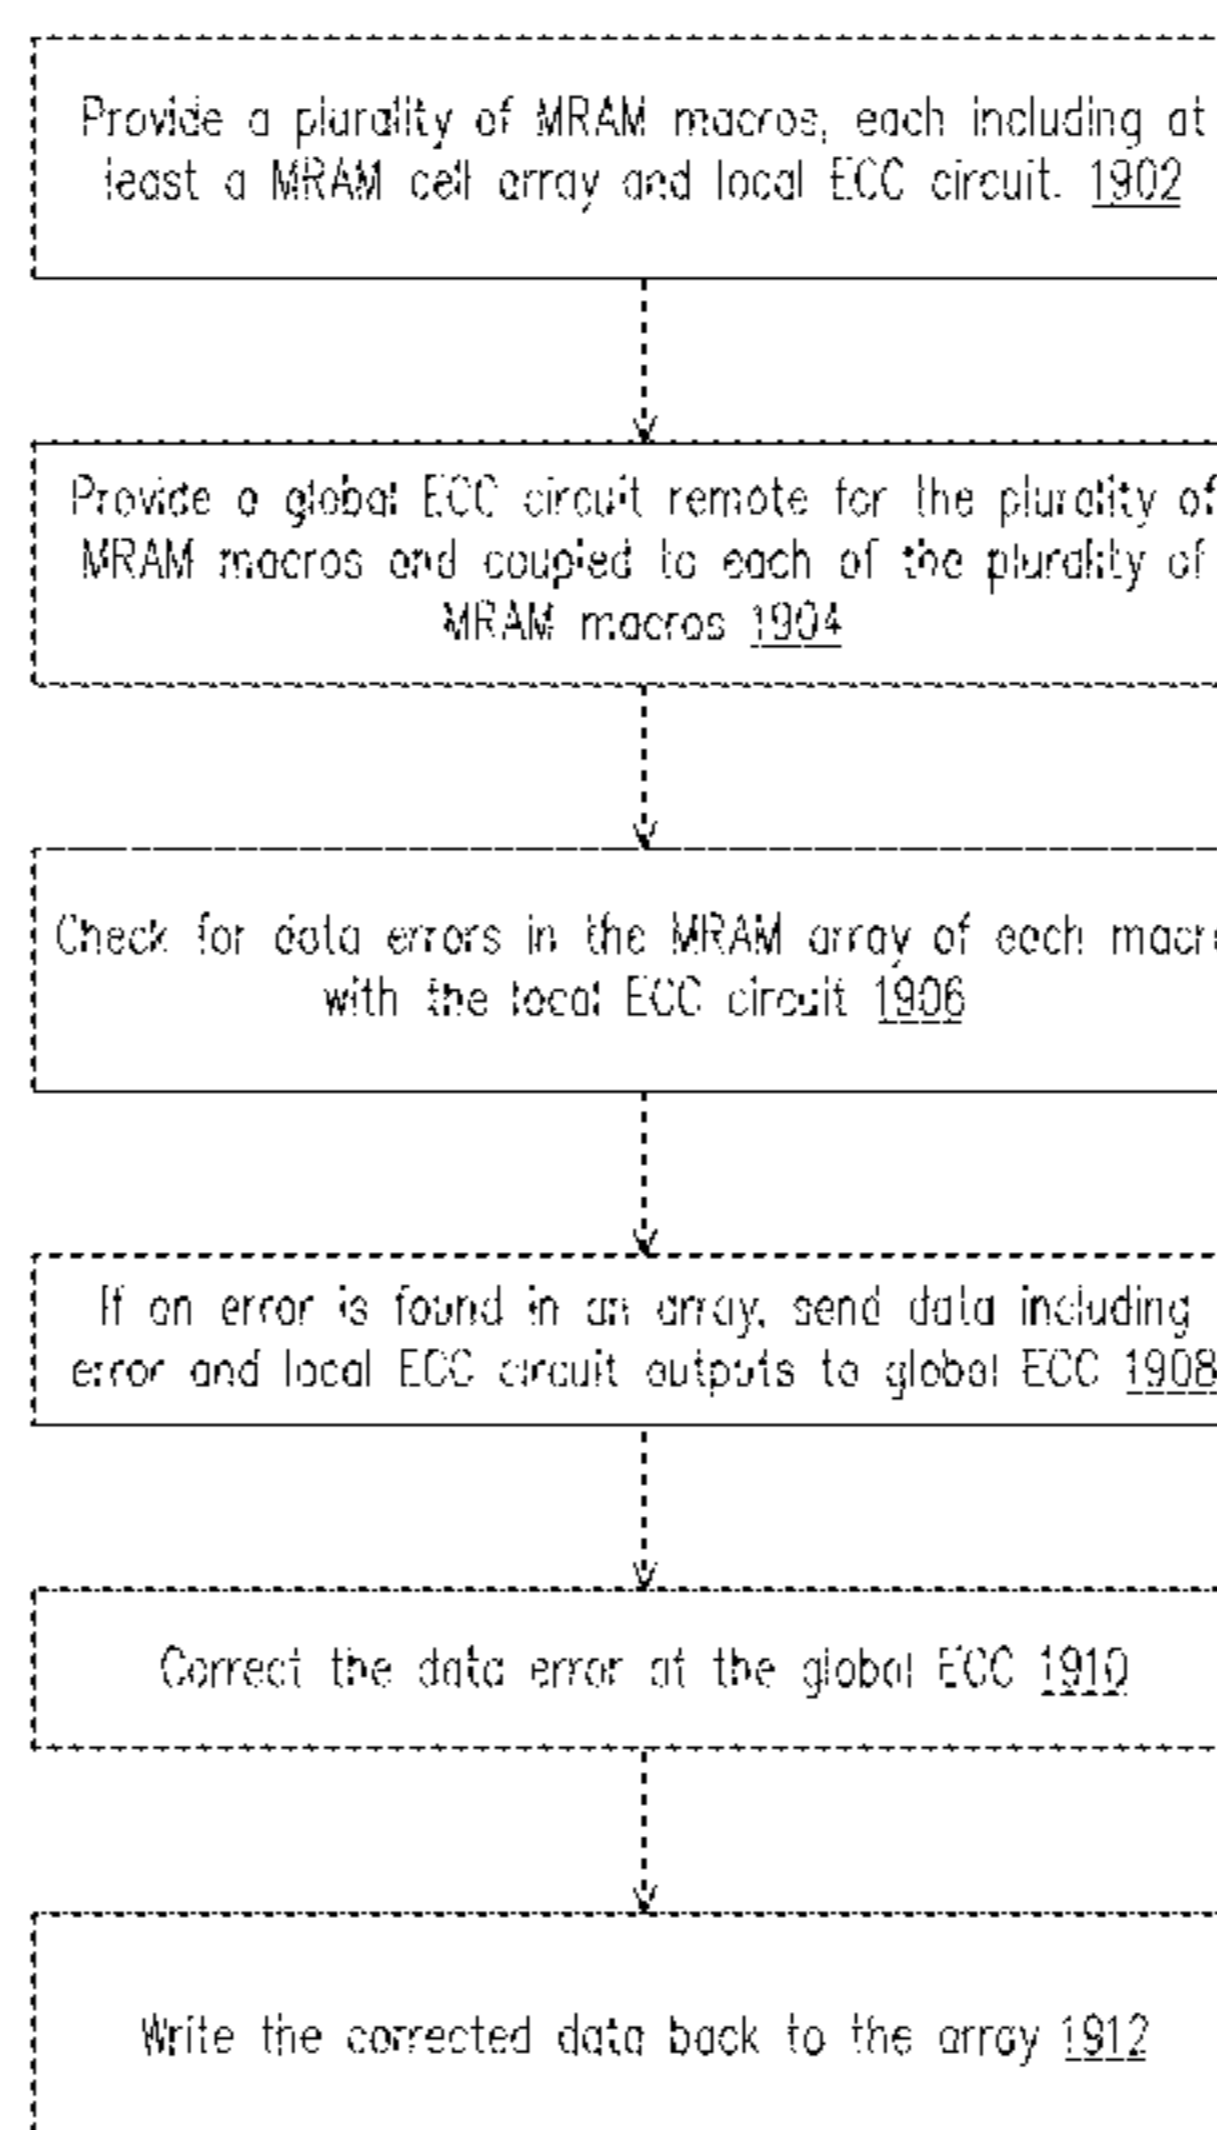 Provide a plurality of MRAM macros, each including at
least a MRAM cell array and local ECC circuit. 1902
Provide a global ECC circuit remote for the plurality of
MRAM macros and coupled to each of the plurality of
MRAM macros 1904
Check for data errors in the MRAM array of each macr
with the local ECC circuit 1906
If an error is found in an array, send data including
error and local ECC circuit outputs to global ECC 1908
Correct the data error at the global ECC 1910
Write the corrected data back to the array 1912